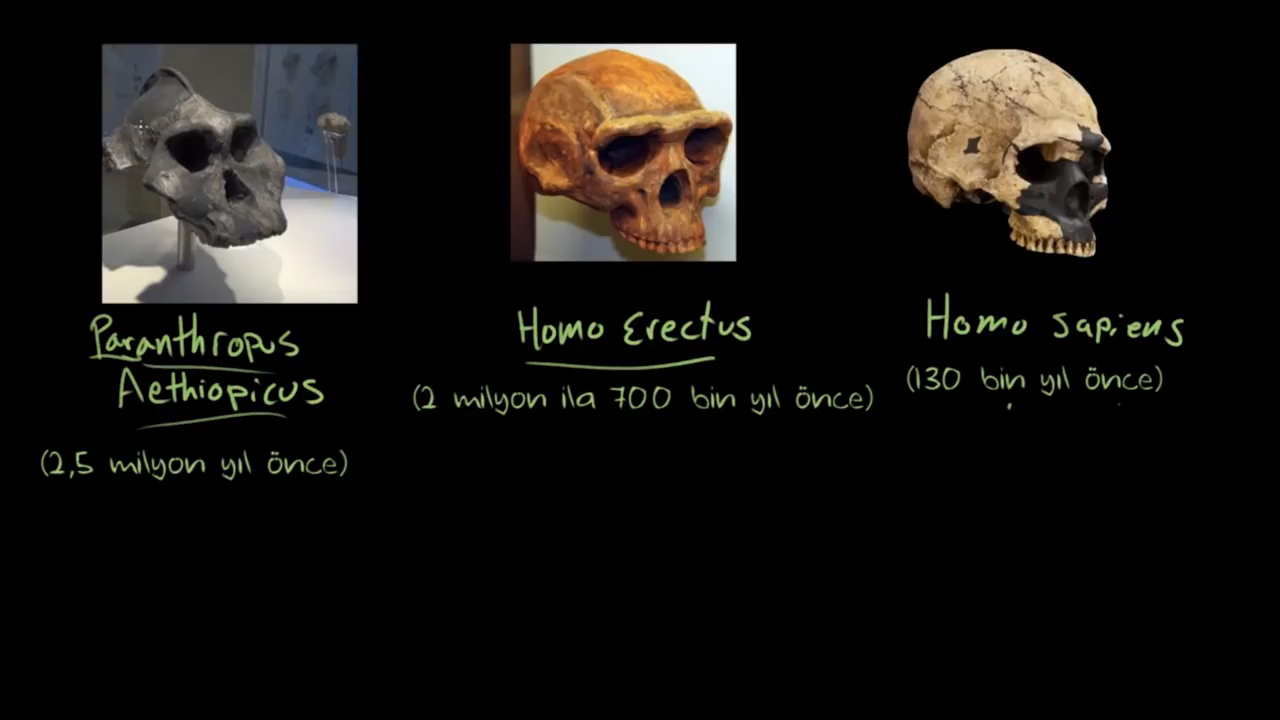 Paranthropus
Aethiopicus
(2,5 milyon yıl önce)
Homo Erectus
(2 milyon ila 700 bin yıl önce)
Homo sapiens
(130 bin yıl önce)